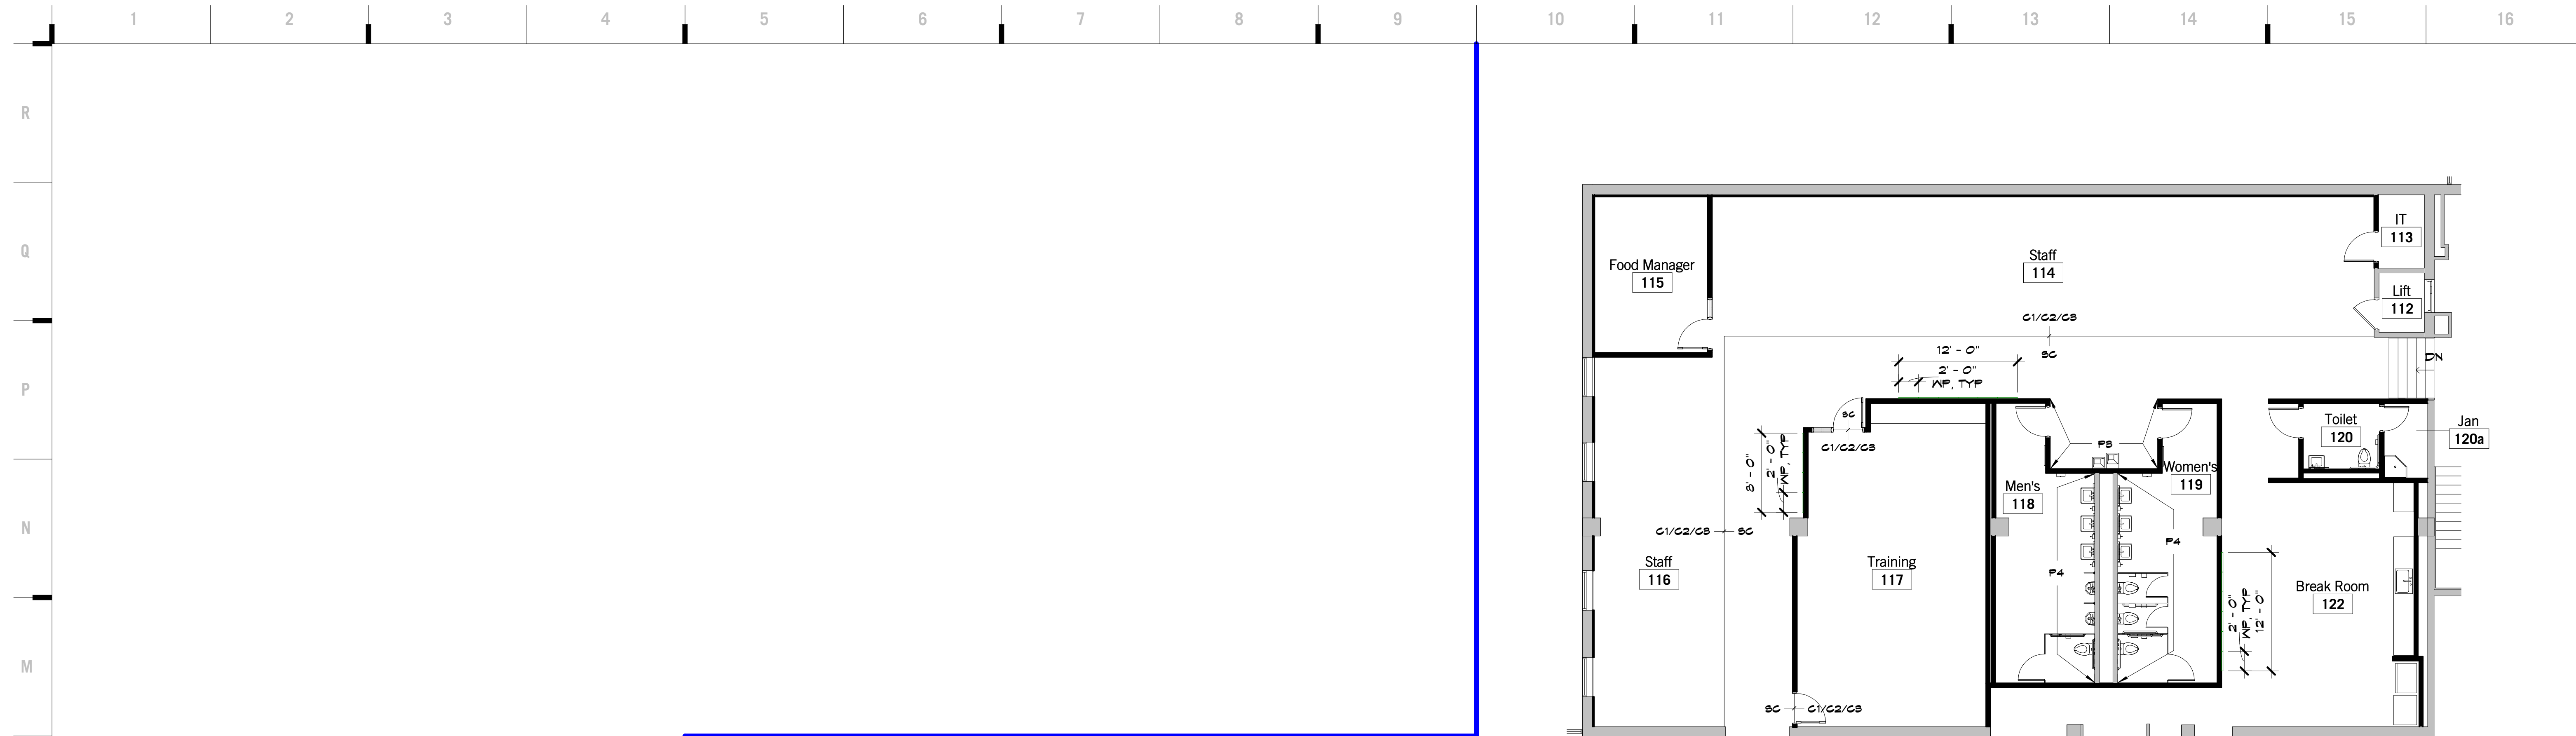 1 2 3 4 5 6 7 8 9 10 11 12 13 14 15 16
R
Q
P
N
M
IT
113
Staff
114
Food Manager
115
Lift
112
C1/C2/C3
SC
DN
12' - 0"
2' - 0"
WP, TYP
SC
C1/C2/C3
8' - 0"
2' - 0"
WP, TYP
P3
Toilet
120
Jan
120a
Women's
119
Men's
118
C1/C2/C3 SC
P4
P4
Staff
116
Training
117
Break Room
122
2' - 0"
WP, TYP
12' - 0"
SC C1/C2/C3